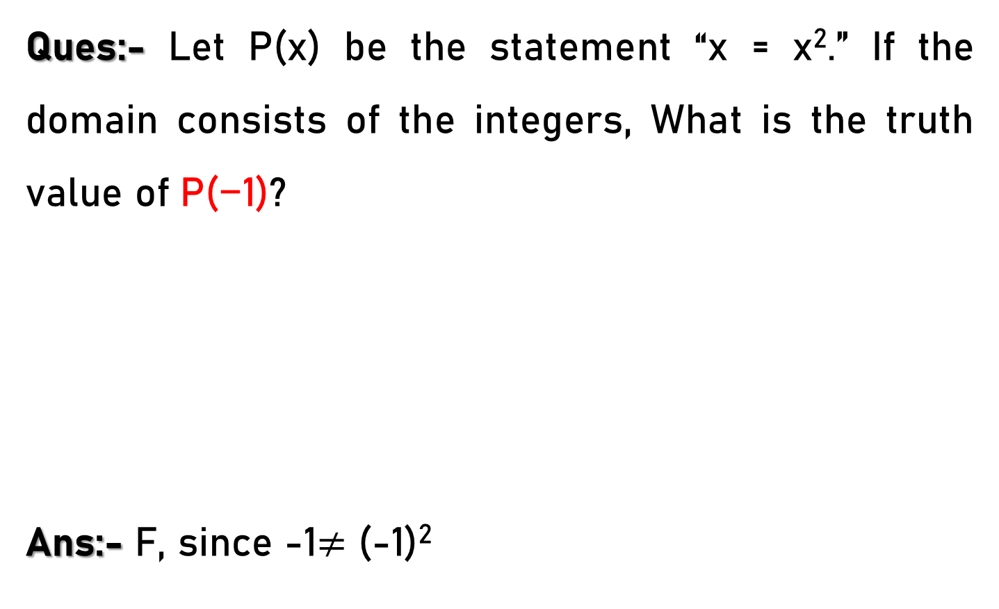 Ques:- Let P(x) be the statement “x = x².” If the
domain consists of the integers, What is the truth
value of P(−1)?
Ans:- F, since -1≠ (-1)²